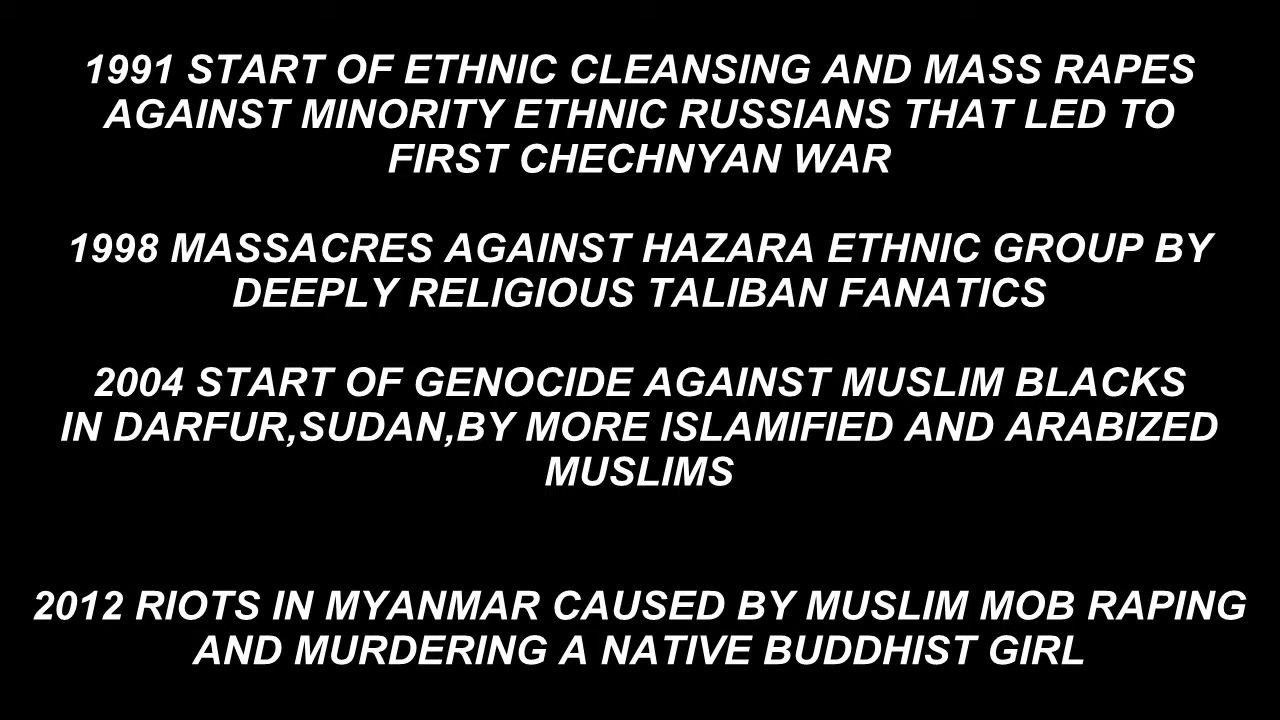 1991 START OF ETHNIC CLEANSING AND MASS RAPES
AGAINST MINORITY ETHNIC RUSSIANS THAT LED TO
FIRST CHECHNYAN WAR
1998 MASSACRES AGAINST HAZARA ETHNIC GROUP BY
DEEPLY RELIGIOUS TALIBAN FANATICS
2004 START OF GENOCIDE AGAINST MUSLIM BLACKS
IN DARFUR,SUDAN,BY MORE ISLAMIFIED AND ARABIZED
MUSLIMS
2012 RIOTS IN MYANMAR CAUSED BY MUSLIM MOB RAPING
AND MURDERING A NATIVE BUDDHIST GIRL